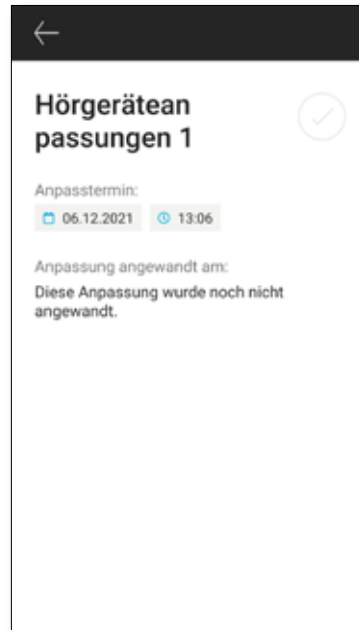 Hörgerätean
passungen 1
Anpasstermin:
06.12.2021 13:06
Anpassung angewandt am:
Diese Anpassung wurde noch nicht
angewandt.